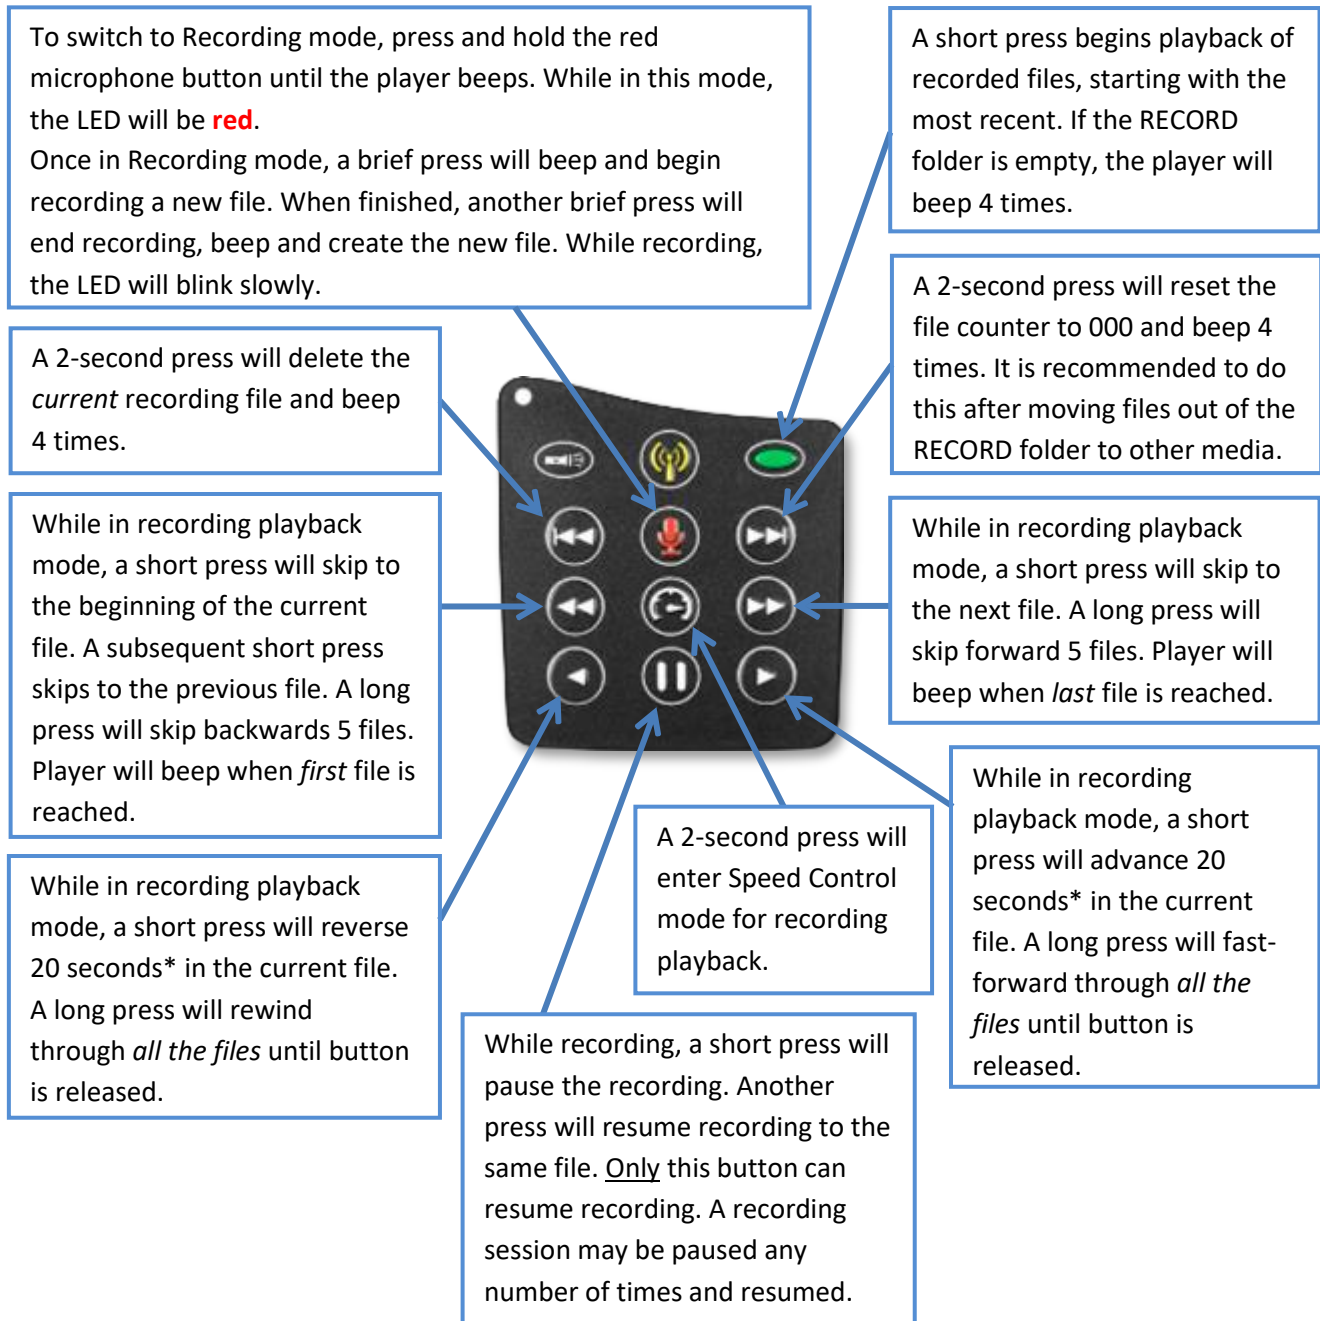 To switch to Recording mode, press and hold the red
microphone button until the player beeps. While in this mode,
the LED will be red.
Once in Recording mode, a brief press will beep and begin
recording a new file. When finished, another brief press will
end recording, beep and create the new file. While recording,
the LED will blink slowly.
A short press begins playback of
recorded files, starting with the
most recent. If the RECORD
folder is empty, the player will
beep 4 times.
A 2-second press will delete the
current recording file and beep
4 times.
A 2-second press will reset the
file counter to 000 and beep 4
times. It is recommended to do
this after moving files out of the
RECORD folder to other media.
While in recording playback
mode, a short press will skip to
the beginning of the current
file. A subsequent short press
skips to the previous file. A long
press will skip backwards 5 files.
Player will beep when first file is
reached.
While in recording playback
mode, a short press will skip to
the next file. A long press will
skip forward 5 files. Player will
beep when last file is reached.
While in recording playback
mode, a short press will reverse
20 seconds* in the current file.
A long press will rewind
through all the files until button
is released.
A 2-second press will
enter Speed Control
mode for recording
playback.
While in recording
playback mode, a short
press will advance 20
seconds* in the current
file. A long press will fast-
forward through all the
files until button is
released.
While recording, a short press will
pause the recording. Another
press will resume recording to the
same file. Only this button can
resume recording. A recording
session may be paused any
number of times and resumed.